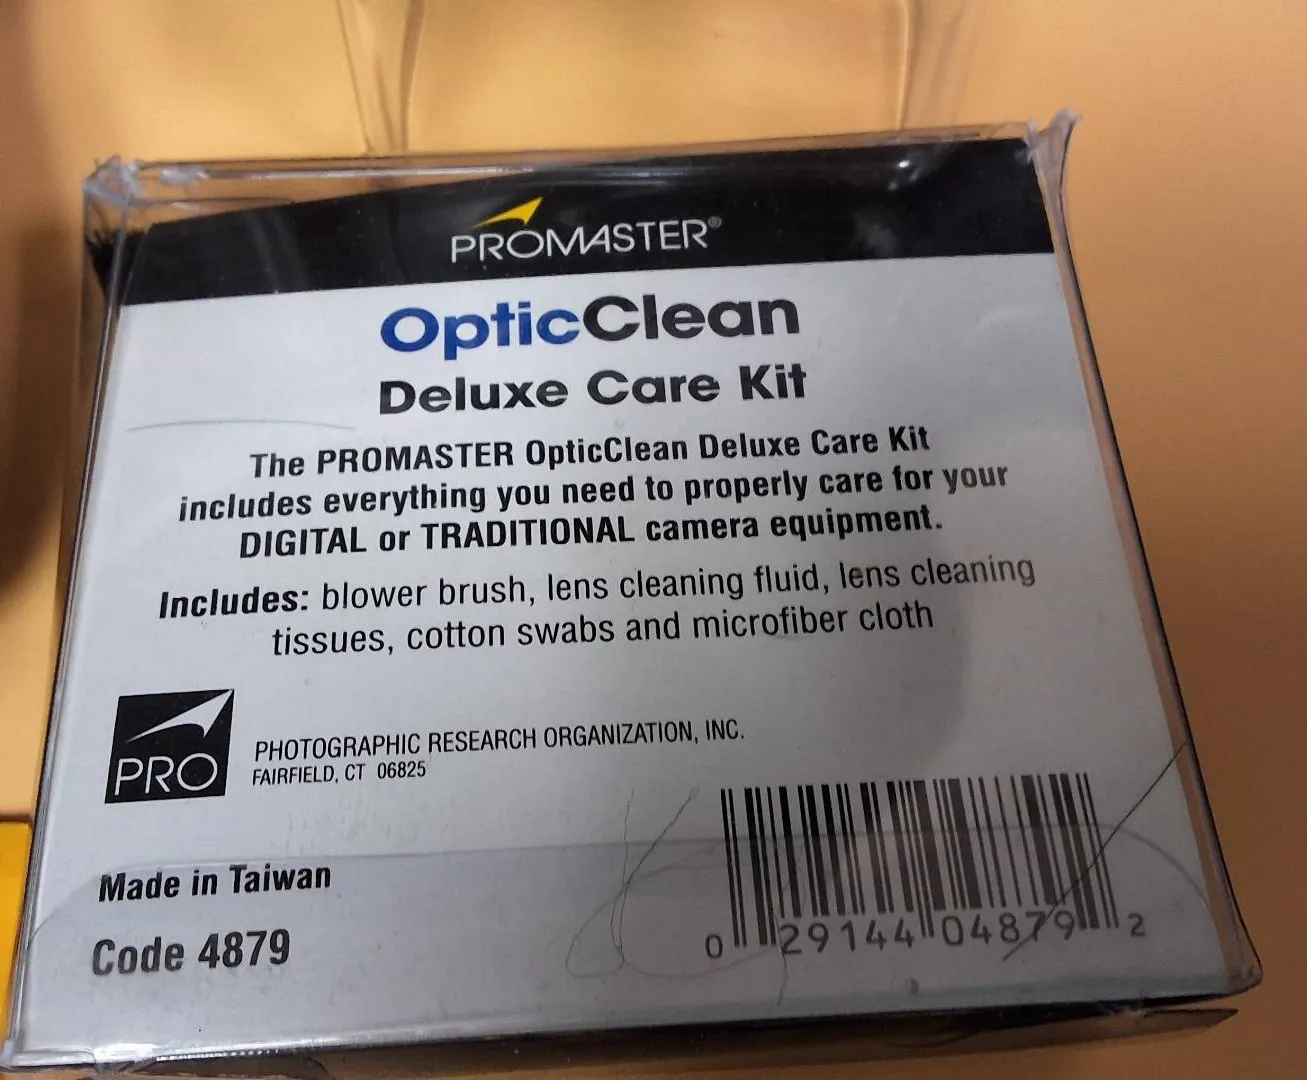 PROMASTER®
OpticClean
Deluxe Care Kit
The PROMASTER OpticClean Deluxe Care Kit
includes everything you need to properly care for your
DIGITAL or TRADITIONAL camera equipment.
Includes: blower brush, lens cleaning fluid, lens cleaning
tissues, cotton swabs and microfiber cloth
PRO
PHOTOGRAPHIC RESEARCH ORGANIZATION, INC.
FAIRFIELD, CT 06825
Made in Taiwan
Code 4879
0 29144 04879 2